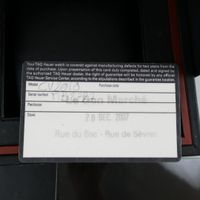 Your TAG Heuer watch is covered against manufacturing defects for two years from the
date of purchase. Upon presentation of this card duly completed, dated and signed by
the authorized TAG Heuer dealer, the right of guarantee will be honored by any official
TAG Heuer Service Center, according to the stipulations described in the guarantee booklet.
Model Purchase date
Serial number
Purchaser
Store
Bon Marché
28 DEC. 2007
Rue du Bac - Rue de Sèvres